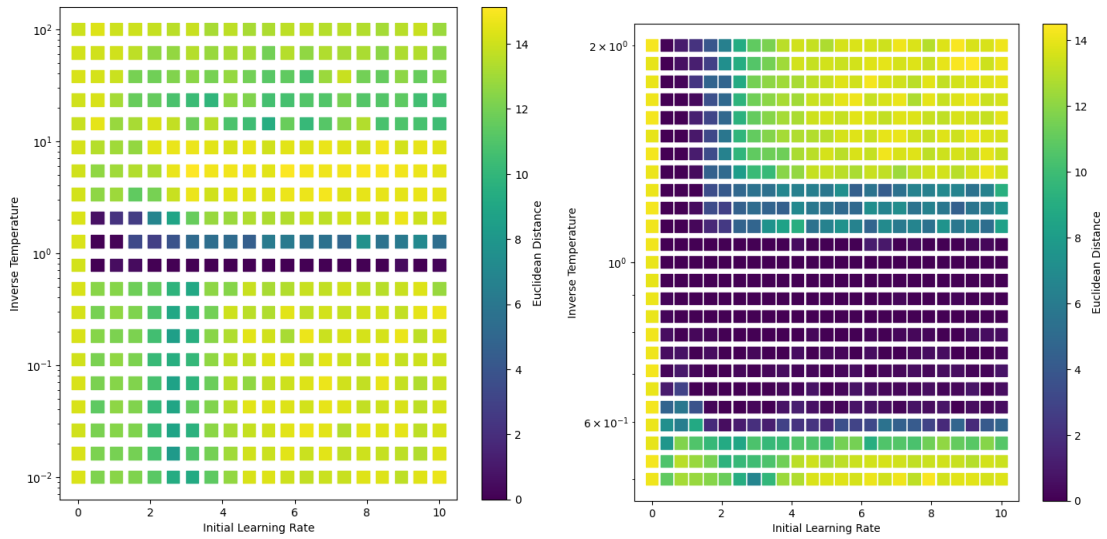 10²
10¹
10⁰
10⁻¹
10⁻²
Inverse Temperature
0 2 4 6 8 10
Initial Learning Rate
14
12
10
8
6
4
2
0
Euclidean Distance
2 × 10⁰
10⁰
6 × 10⁻¹
Inverse Temperature
0 2 4 6 8 10
Initial Learning Rate
14
12
10
8
6
4
2
0
Euclidean Distance